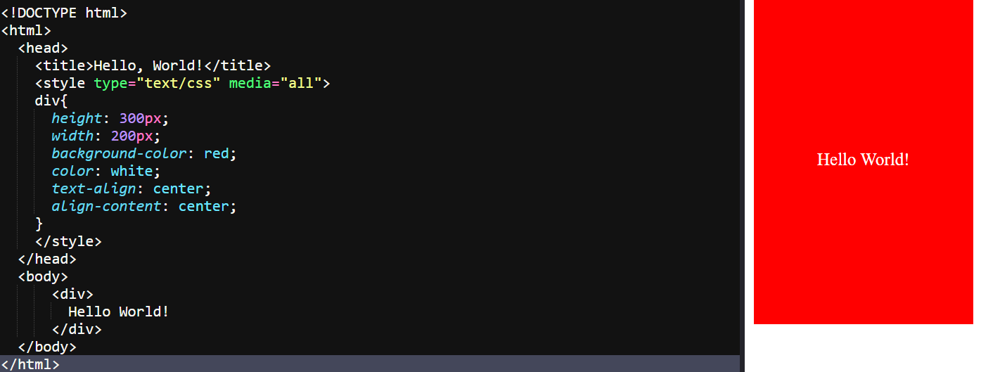 <!DOCTYPE html>
<html>
  <head>
    <title>Hello, World!</title>
    <style type="text/css" media="all">
    div{
      height: 300px;
      width: 200px;
      background-color: red;
      color: white;
      text-align: center;
      align-content: center;
    }
    </style>
  </head>
  <body>
      <div>
        Hello World!
      </div>
  </body>
</html>
Hello World!